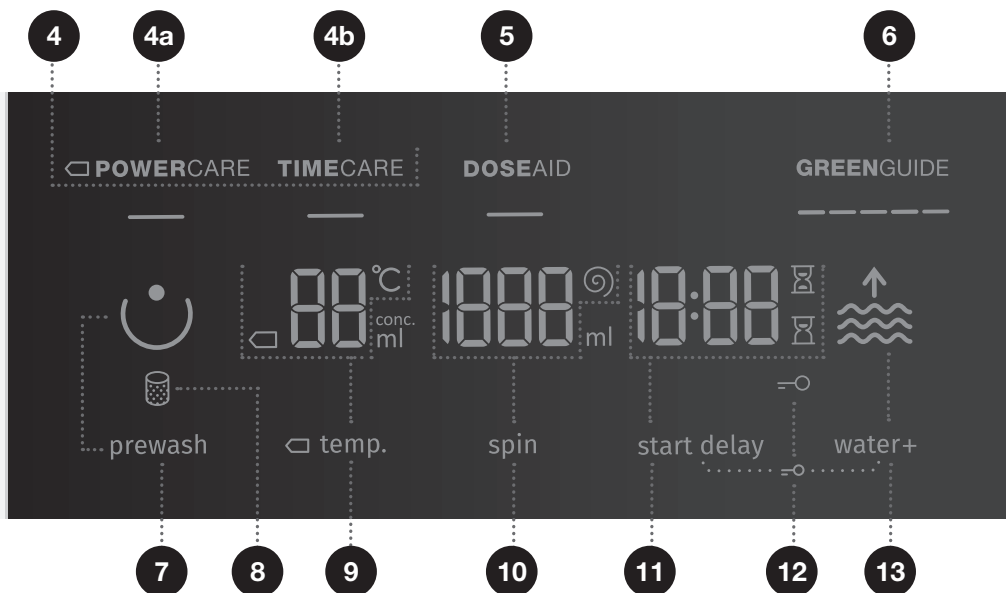 4 4a 4b 5 6
POWERCARE TIMECARE DOSEAID GREENGUIDE
88 °C 1888 18:88
conc.
ml ml
prewash temp. spin start delay water+
7 8 9 10 11 12 13